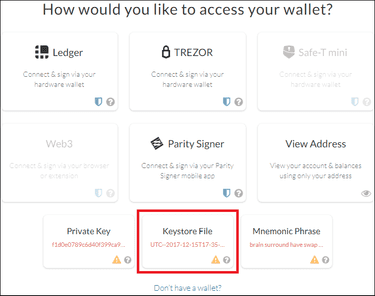 How would you like to access your wallet?
Ledger
Connect & sign via your
hardware wallet
TREZOR
Connect & sign via your
hardware wallet
Safe-T mini
Connect & sign via your
hardware wallet
Web3
Connect & sign via your browser
or extension
Parity Signer
Connect & sign via your Parity
Signer mobile app
View Address
View your account & balances
using only your address
Private Key
f1d0e0789c6d40f399ca9...
Keystore File
UTC--2017-12-15T17-35-...
Mnemonic Phrase
brain surround have swap ...
Don't have a wallet?